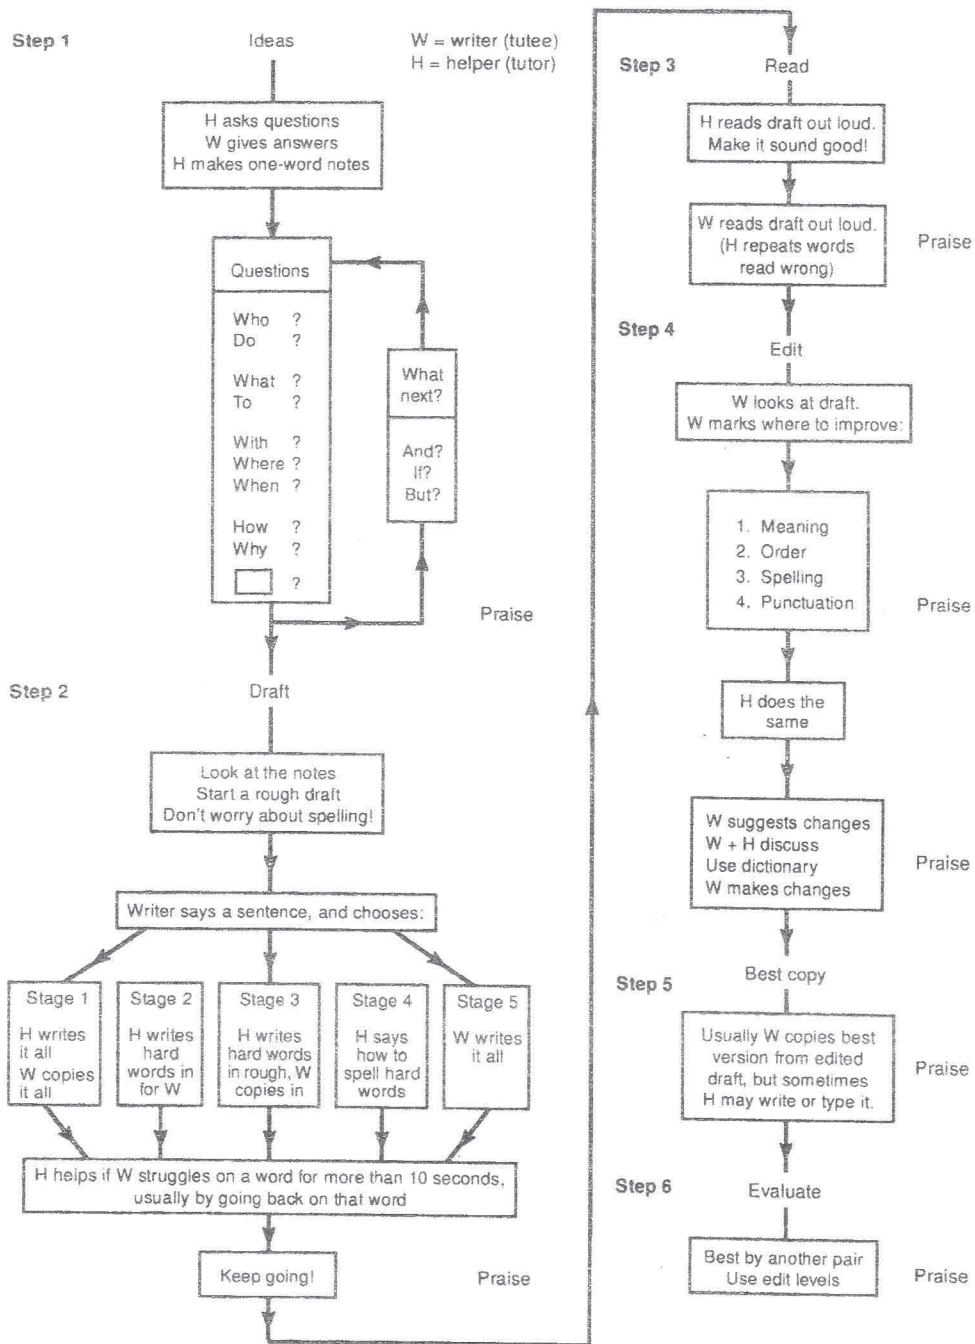 Step 1
Ideas
W = writer (tutee)
H = helper (tutor)
H asks questions
W gives answers
H makes one-word notes
Questions
Who ?
Do ?
What ?
To ?
With ?
Where ?
When ?
How ?
Why ?
?
What
next?
And?
If?
But?
Praise
Step 2
Draft
Look at the notes
Start a rough draft
Don't worry about spelling!
Writer says a sentence, and chooses:
Stage 1
H writes
it all
W copies
it all
Stage 2
H writes
hard
words in
for W
Stage 3
H writes
hard words
in rough, W
copies in
Stage 4
H says
how to
spell hard
words
Stage 5
W writes
it all
H helps if W struggles on a word for more than 10 seconds,
usually by going back on that word
Keep going!
Praise
Step 3
Read
H reads draft out loud.
Make it sound good!
W reads draft out loud.
(H repeats words
read wrong)
Praise
Step 4
Edit
W looks at draft.
W marks where to improve:
1. Meaning
2. Order
3. Spelling
4. Punctuation
Praise
H does the
same
W suggests changes
W + H discuss
Use dictionary
W makes changes
Praise
Step 5
Best copy
Usually W copies best
version from edited
draft, but sometimes
H may write or type it.
Praise
Step 6
Evaluate
Best by another pair
Use edit levels
Praise